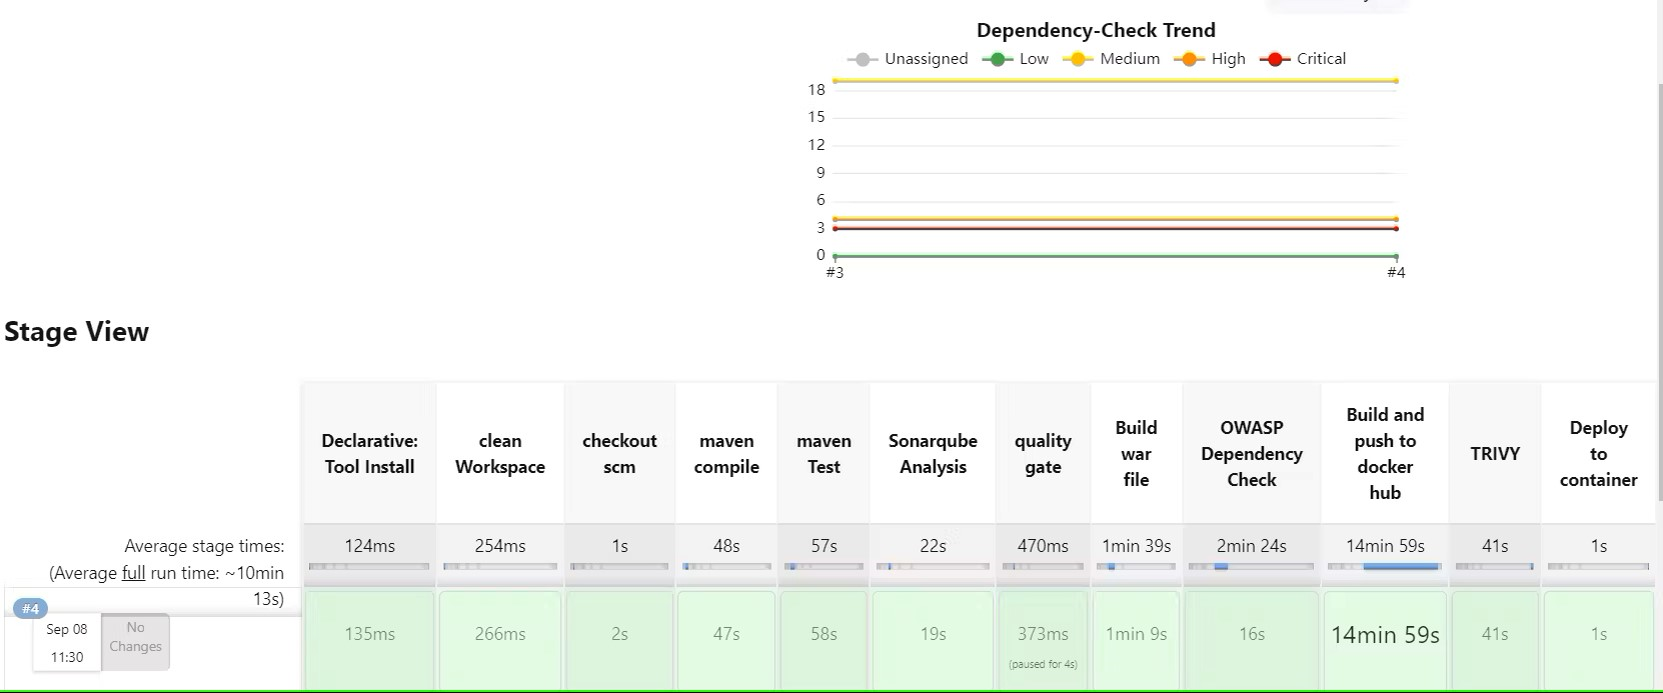 Dependency-Check Trend
Unassigned Low Medium High Critical
18
15
12
9
6
3
0
#3 #4
Stage View
Declarative: Tool Install
clean Workspace
checkout scm
maven compile
maven Test
Sonarqube Analysis
quality gate
Build war file
OWASP Dependency Check
Build and push to docker hub
TRIVY
Deploy to container
Average stage times:
(Average full run time: ~10min
13s)
124ms 254ms 1s 48s 57s 22s 470ms 1min 39s 2min 24s 14min 59s 41s 1s
#4
Sep 08
11:30
No
Changes
135ms 266ms 2s 47s 58s 19s 373ms 1min 9s 16s 14min 59s 41s 1s
(paused for 4s)